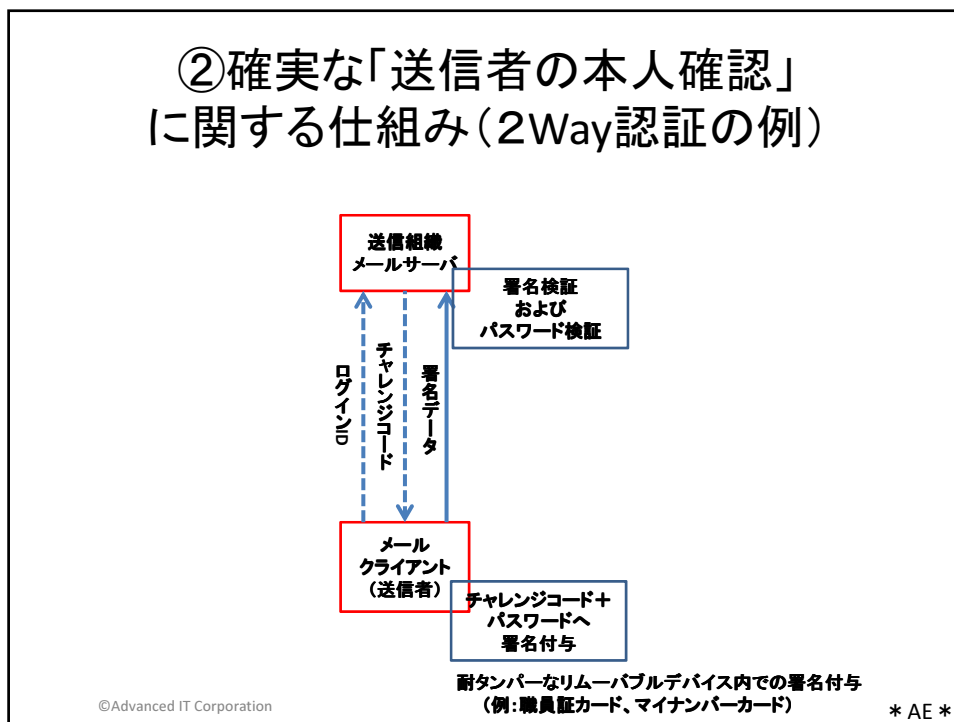 ②確実な｢送信者の本人確認｣
に関する仕組み(２Way認証の例)
送信組織
メールサーバ
署名検証
および
パスワード検証
ログインID
チャレンジコード
署名データ
メール
クライアント
(送信者)
チャレンジコード＋
パスワードへ
署名付与
耐タンパーなリムーバブルデバイス内での署名付与
(例:職員証カード、マイナンバーカード)
©Advanced IT Corporation
＊AE＊